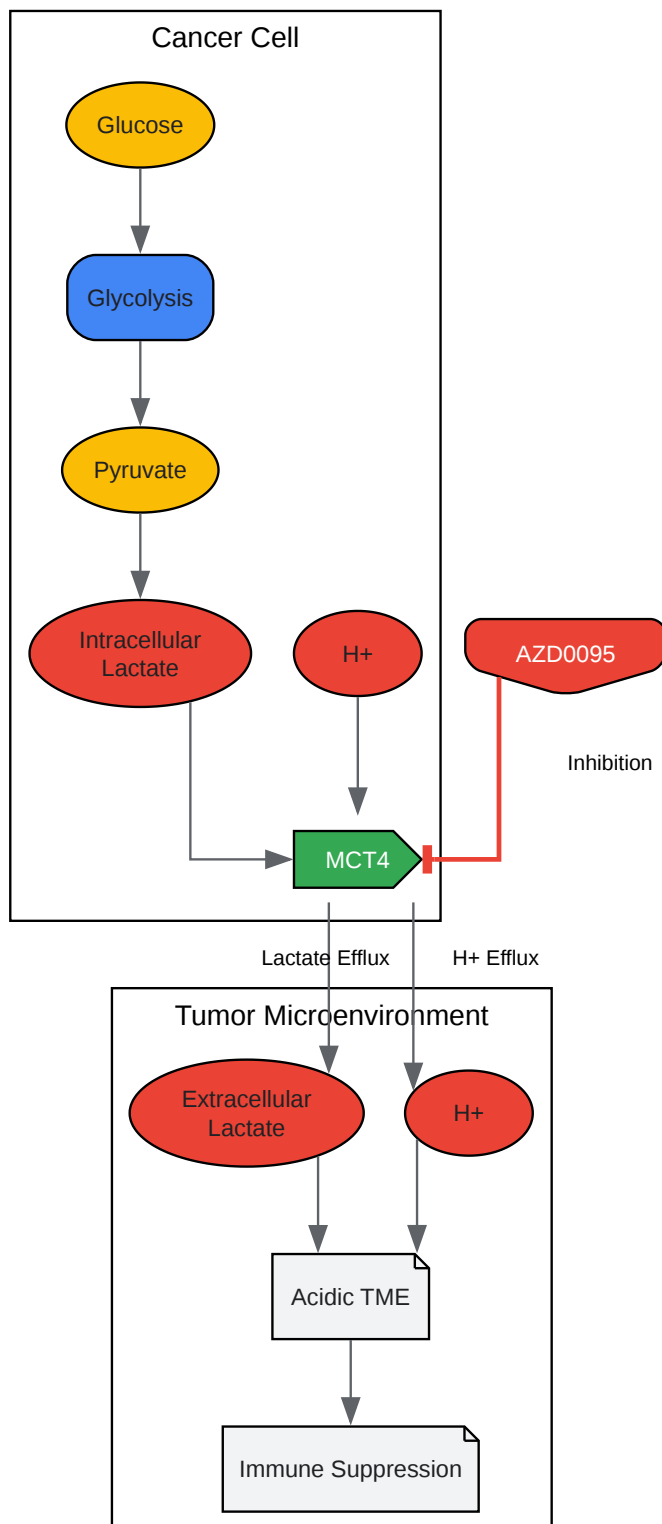 Cancer Cell
Glucose
Glycolysis
Pyruvate
Intracellular
Lactate
H+
AZD0095
Inhibition
MCT4
Lactate Efflux
H+ Efflux
Tumor Microenvironment
Extracellular
Lactate
H+
Acidic TME
Immune Suppression